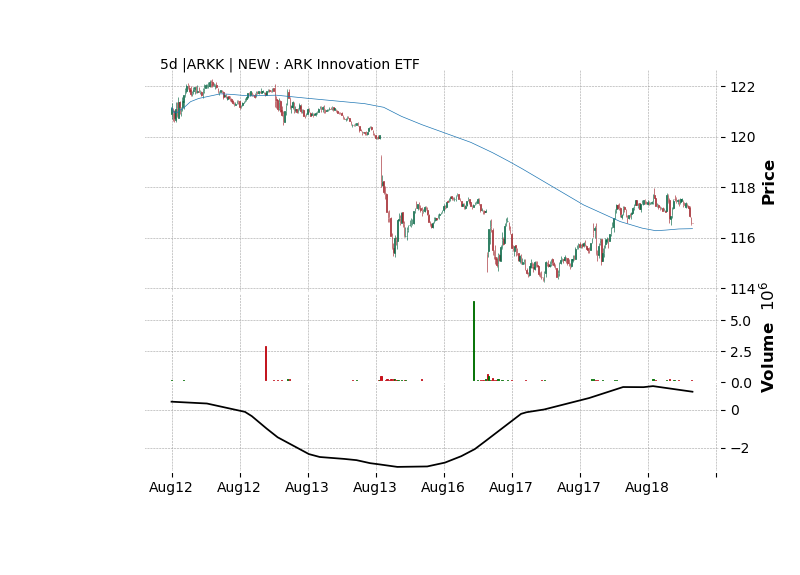 5d |ARKK | NEW : ARK Innovation ETF
122
120
118
116
114
Price
5.0
2.5
0.0
Volume 10^6
0
−2
Aug12 Aug12 Aug13 Aug13 Aug16 Aug17 Aug17 Aug18